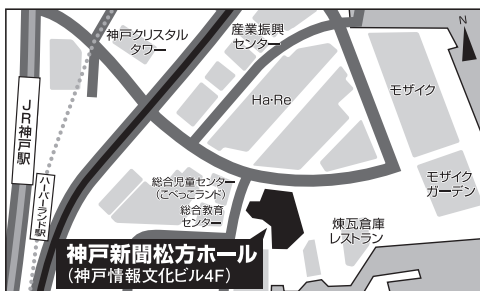 神戸クリスタル
タワー
産業振興
センター
N
JR神戸駅
Ha•Re
モザイク
ハーバーランド駅
総合児童センター
(こべっこランド)
総合教育
センター
モザイク
ガーデン
煉瓦倉庫
レストラン
神戸新聞松方ホール
(神戸情報文化ビル4F)